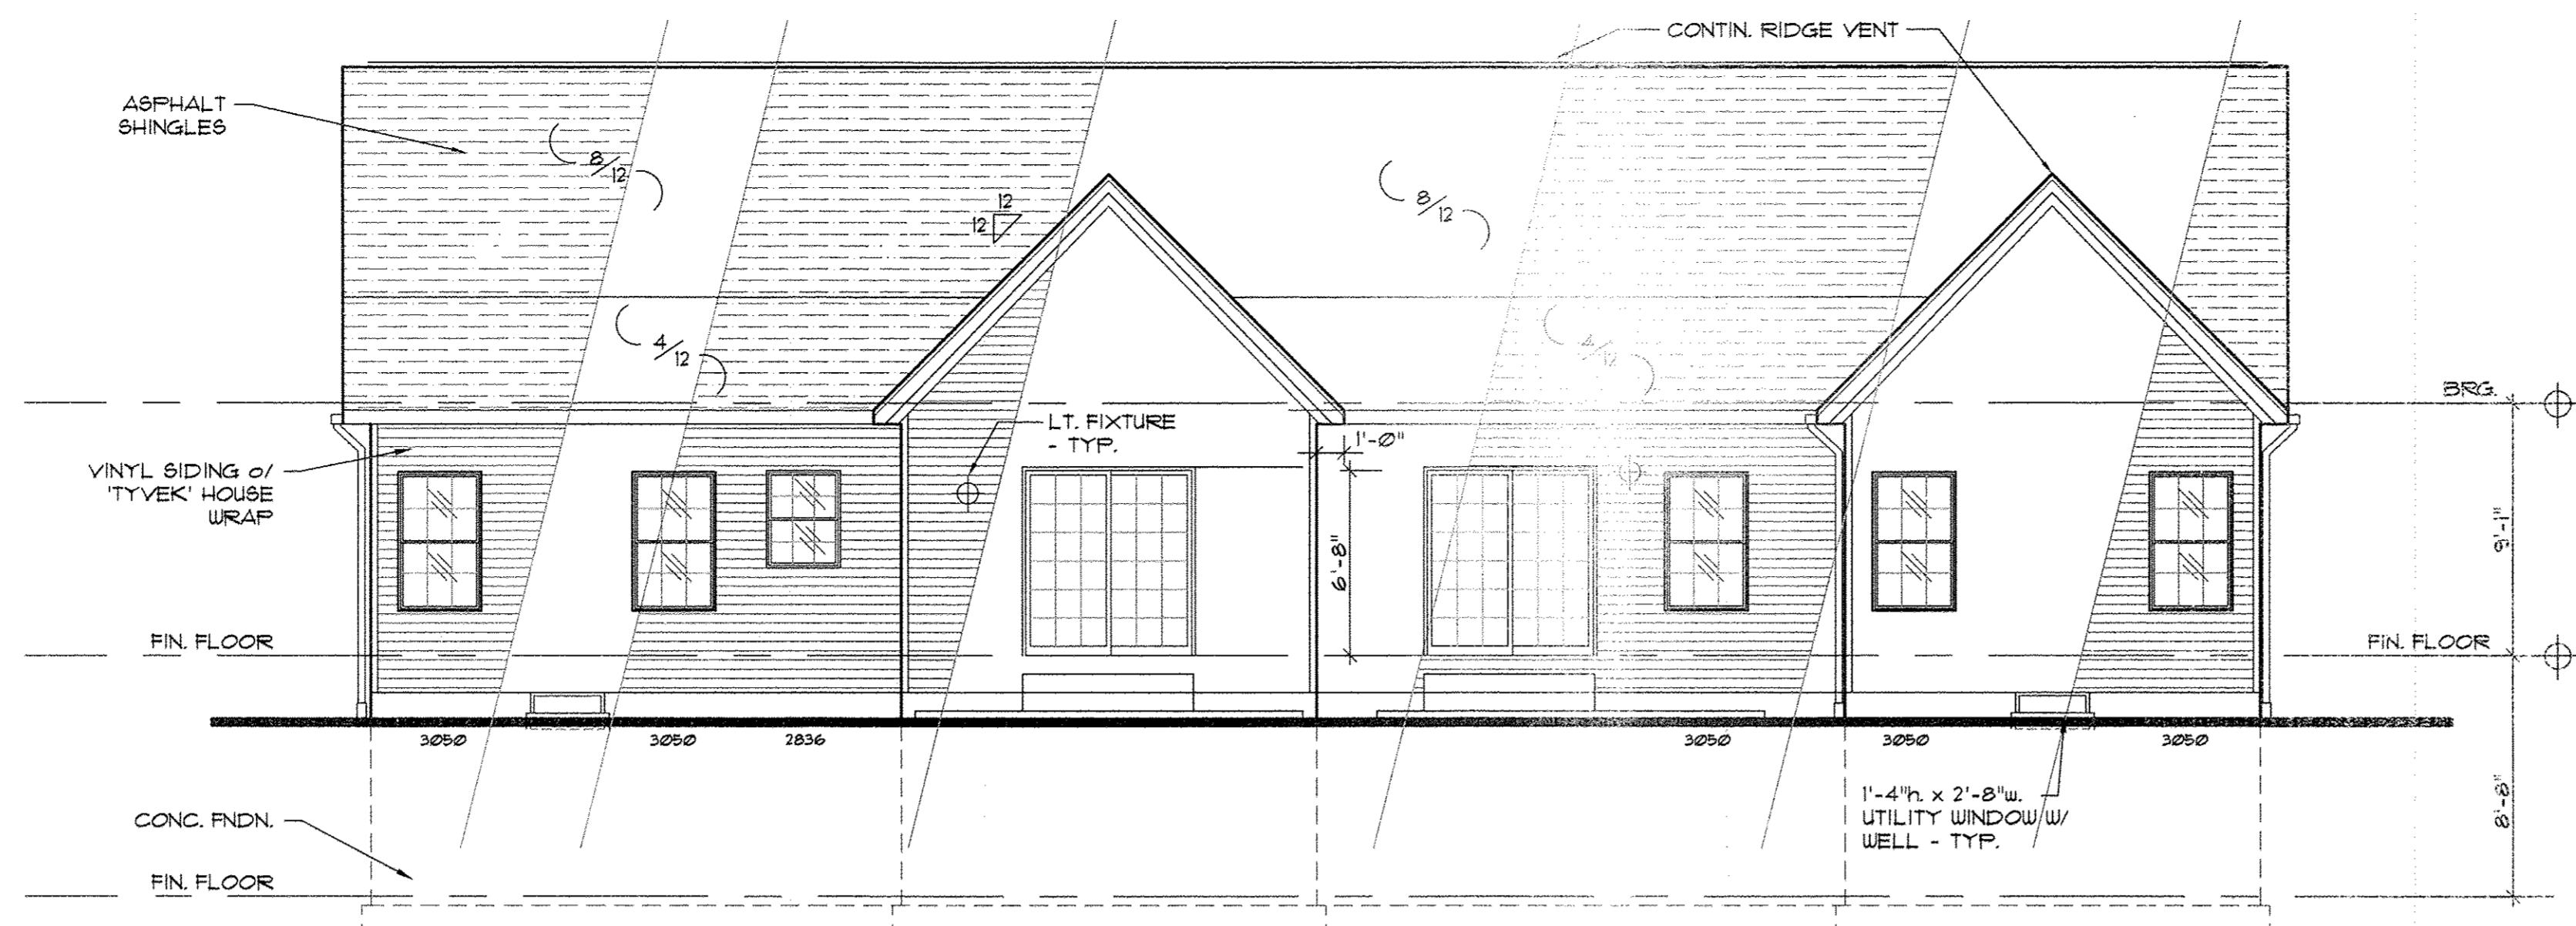 CONTIN. RIDGE VENT
ASPHALT
SHINGLES
8/12
12
12
8/12
4/12
4/12
BRG.
LT. FIXTURE
- TYP.
1'-0"
VINYL SIDING o/
'TYVEK' HOUSE
WRAP
6'-8"
9'-1"
FIN. FLOOR
FIN. FLOOR
3050
3050
2836
3050
3050
3050
1'-4"h. x 2'-8"w.
UTILITY WINDOW W/
WELL - TYP.
8'-8"
CONC. FNDN.
FIN. FLOOR